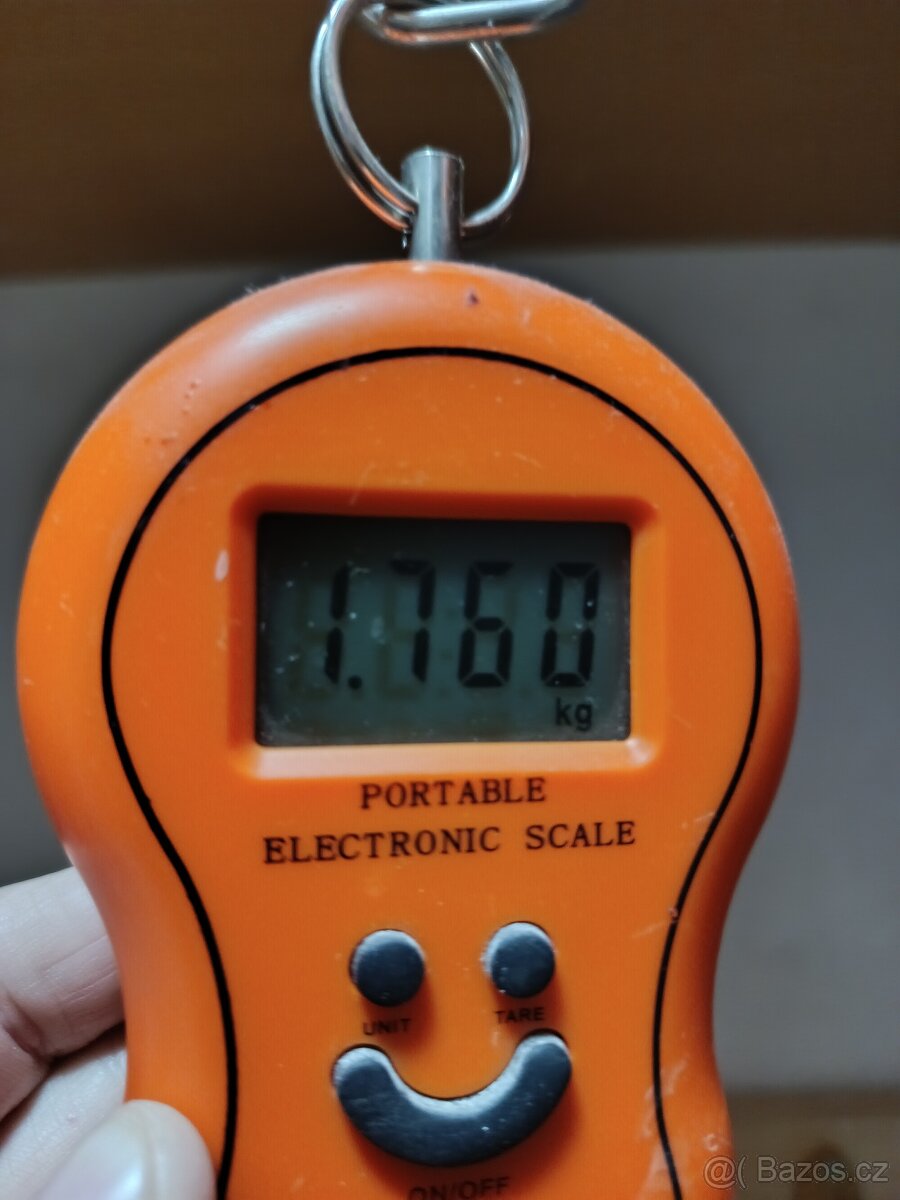 1.760
kg
PORTABLE
ELECTRONIC SCALE
UNIT TARE
ON/OFF
@( Bazos.cz